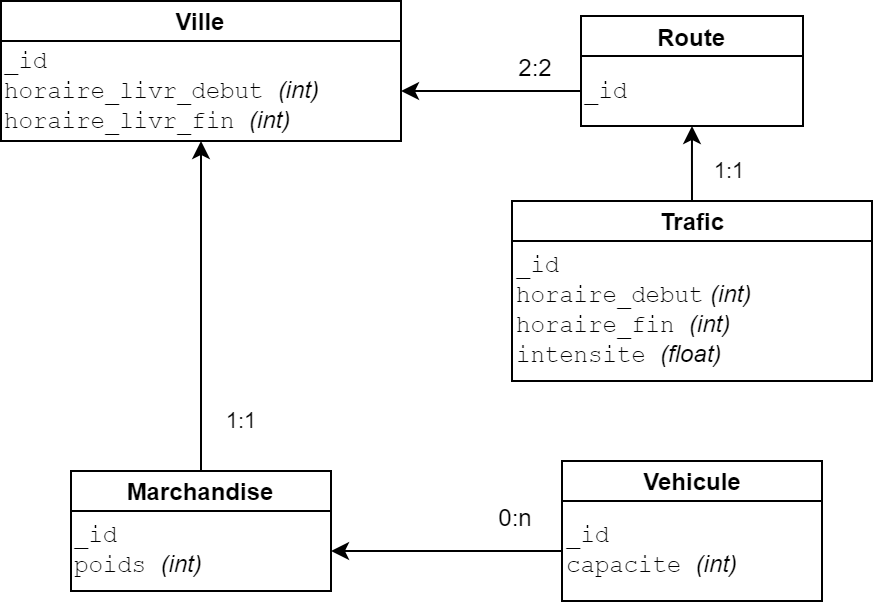 Ville
_id
horaire_livr_debut (int)
horaire_livr_fin (int)
2:2
Route
_id
1:1
Trafic
_id
horaire_debut (int)
horaire_fin (int)
intensite (float)
1:1
Marchandise
_id
poids (int)
0:n
Vehicule
_id
capacite (int)